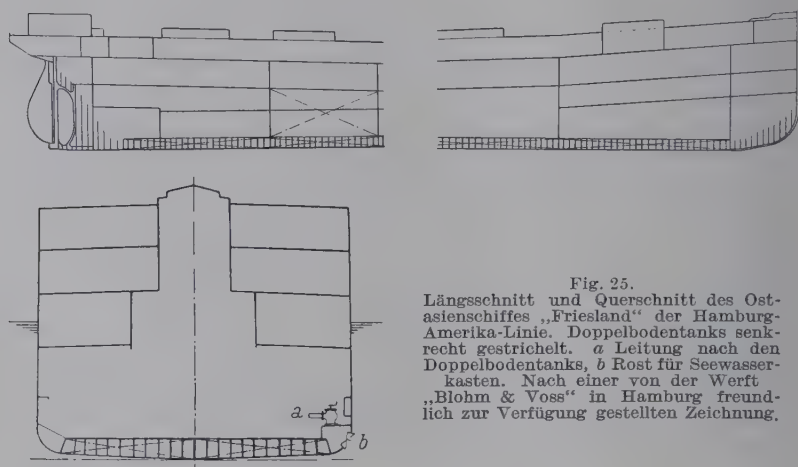 Fig. 25.
Längsschnitt und Querschnitt des Ost-
asienschiffes „Friesland“ der Hamburg-
Amerika-Linie. Doppelbodentanks senk-
recht gestrichelt. a Leitung nach den
Doppelbodentanks, b Rost für Seewasser-
kasten. Nach einer von der Werft
„Blohm & Voss“ in Hamburg freund-
lich zur Verfügung gestellten Zeichnung.
a
b